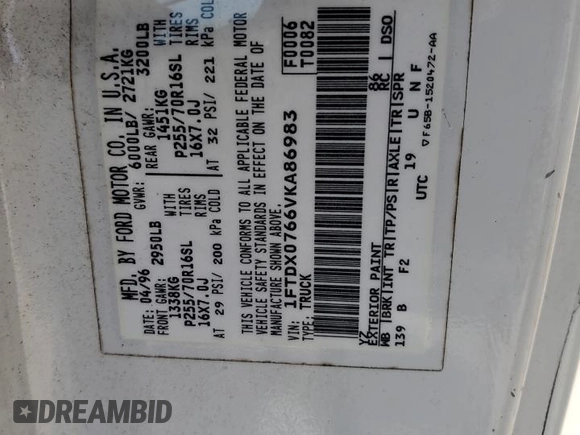 MFD. BY FORD MOTOR CO. IN U.S.A.
DATE: 04/96 GVWR: 6000LB/ 2721KG
FRONT GAWR: 2950LB REAR GAWR: 3200LB
1338KG WITH 1451KG WITH
P255/70R16SL TIRES P255/70R16SL TIRES
16X7.0J RIMS 16X7.0J RIMS
AT 29 PSI/ 200 kPa COLD AT 32 PSI/ 221 kPa COLD
THIS VEHICLE CONFORMS TO ALL APPLICABLE FEDERAL MOTOR
VEHICLE SAFETY STANDARDS IN EFFECT ON THE DATE OF
MANUFACTURE SHOWN ABOVE.
1FTDX0766VKA86983
TYPE: TRUCK
F0006
T0082
YZ 86
EXTERIOR PAINT RC DSO
WB BRK INT TR TP/PS R AXLE TR SPR
139 B F2 19 U N F
UTC
▽F65B-1520472-AA
DREAMBID